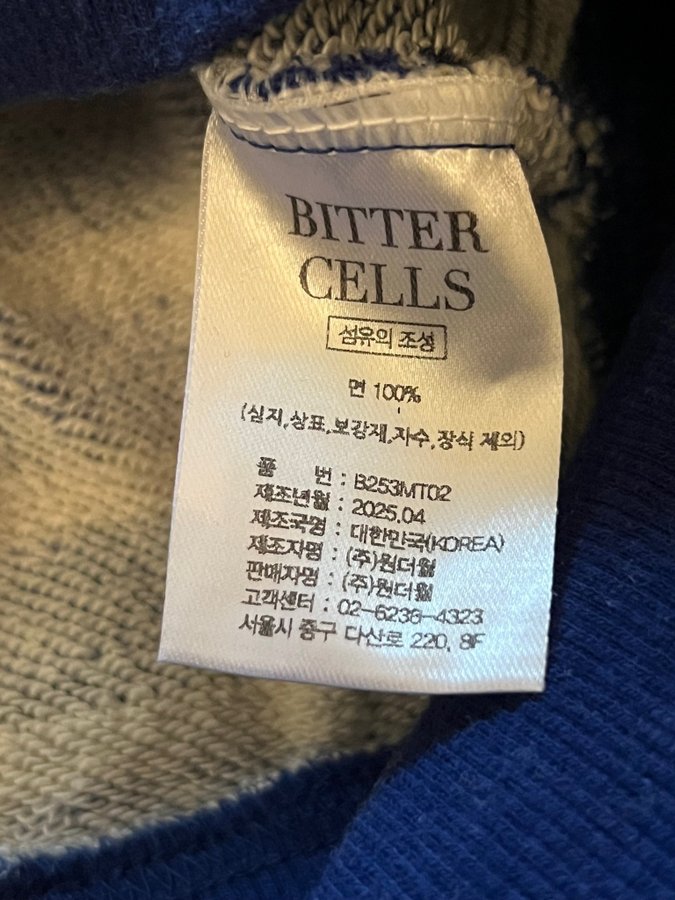 BITTER
CELLS
섬유의 조성
면 100%
(심지,상표,보강재,자수,장식 제외)
품 번 : B253MT02
제조년월 : 2025.04
제조국명 : 대한민국(KOREA)
제조자명 : (주)원더월
판매자명 : (주)원더월
고객센터 : 02-6238-4323
서울시 중구 다산로 220, 8F